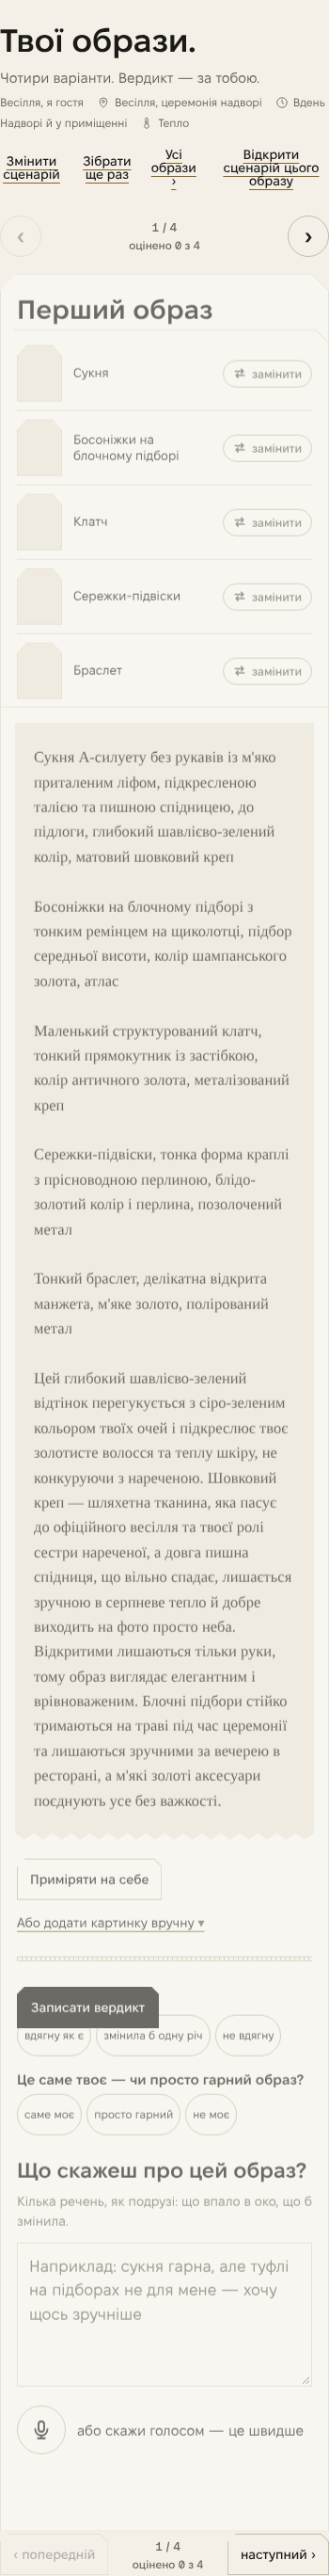 Твої образи.
Чотири варіанти. Вердикт — за тобою.
Весілля, я гостя Весілля, церемонія надворі Вдень
Надворі й у приміщенні Тепло
Змінити
сценарій
Зібрати
ще раз
Усі
образи
›
Відкрити
сценарій цього
образу
‹
1 / 4
оцінено 0 з 4
›
Перший образ
Сукня
замінити
Босоніжки на
блочному підборі
замінити
Клатч
замінити
Сережки-підвіски
замінити
Браслет
замінити
Сукня А-силуету без рукавів із м'яко
приталеним ліфом, підкресленою
талією та пишною спідницею, до
підлоги, глибокий шавлієво-зелений
колір, матовий шовковий креп
Босоніжки на блочному підборі з
тонким ремінцем на щиколотці, підбор
середньої висоти, колір шампанського
золота, атлас
Маленький структурований клатч,
тонкий прямокутник із застібкою,
колір античного золота, металізований
креп
Сережки-підвіски, тонка форма краплі
з прісноводною перлиною, блідо-
золотий колір і перлина, позолочений
метал
Тонкий браслет, делікатна відкрита
манжета, м'яке золото, полірований
метал
Цей глибокий шавлієво-зелений
відтінок перегукується з сіро-зеленим
кольором твоїх очей і підкреслює твоє
золотисте волосся та теплу шкіру, не
конкуруючи з нареченою. Шовковий
креп — шляхетна тканина, яка пасує
до офіційного весілля та твоєї ролі
сестри нареченої, а довга пишна
спідниця, що вільно спадає, лишається
зручною в серпневе тепло й добре
виходить на фото просто неба.
Відкритими лишаються тільки руки,
тому образ виглядає елегантним і
врівноваженим. Блочні підбори стійко
тримаються на траві під час церемонії
та лишаються зручними за вечерею в
ресторані, а м'які золоті аксесуари
поєднують усе без важкості.
Приміряти на себе
Або додати картинку вручну ▾
Записати вердикт
вдягну як є змінила б одну річ не вдягну
Це саме твоє — чи просто гарний образ?
саме моє просто гарний не моє
Що скажеш про цей образ?
Кілька речень, як подрузі: що впало в око, що б
змінила.
Наприклад: сукня гарна, але туфлі
на підборах не для мене — хочу
щось зручніше
або скажи голосом — це швидше
‹ попередній
1 / 4
оцінено 0 з 4
наступний ›